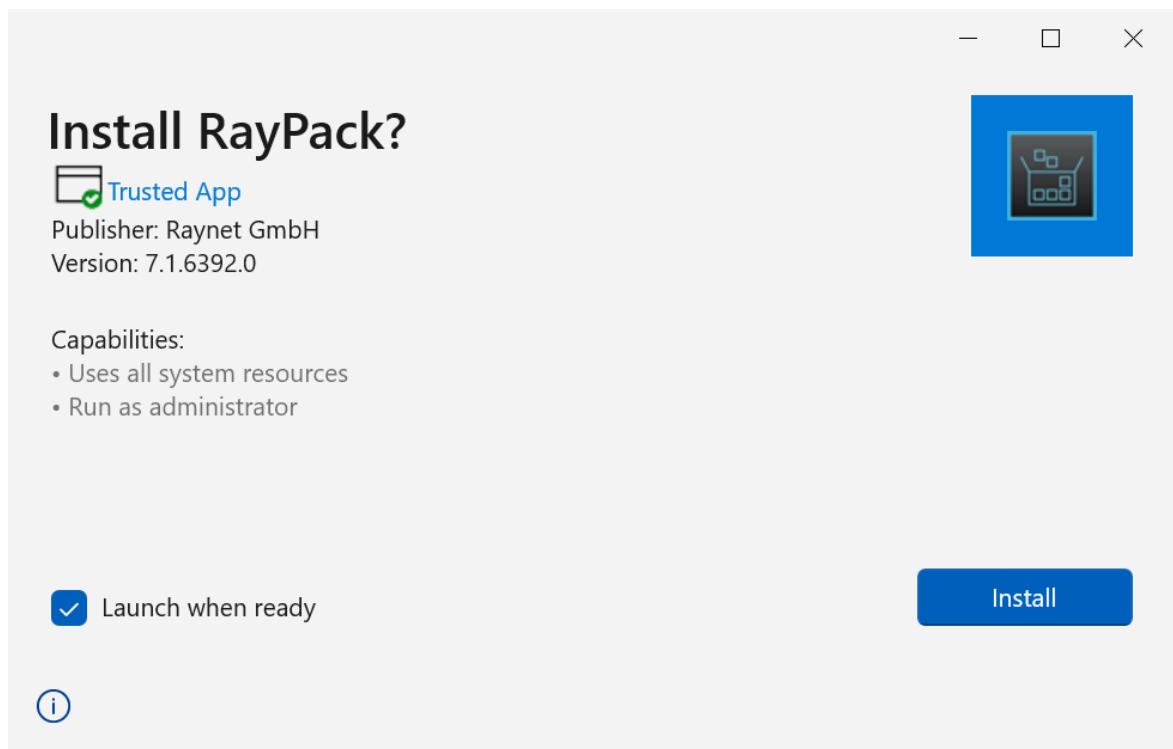 Install RayPack?
Trusted App
Publisher: Raynet GmbH
Version: 7.1.6392.0
Capabilities:
• Uses all system resources
• Run as administrator
Launch when ready
Install